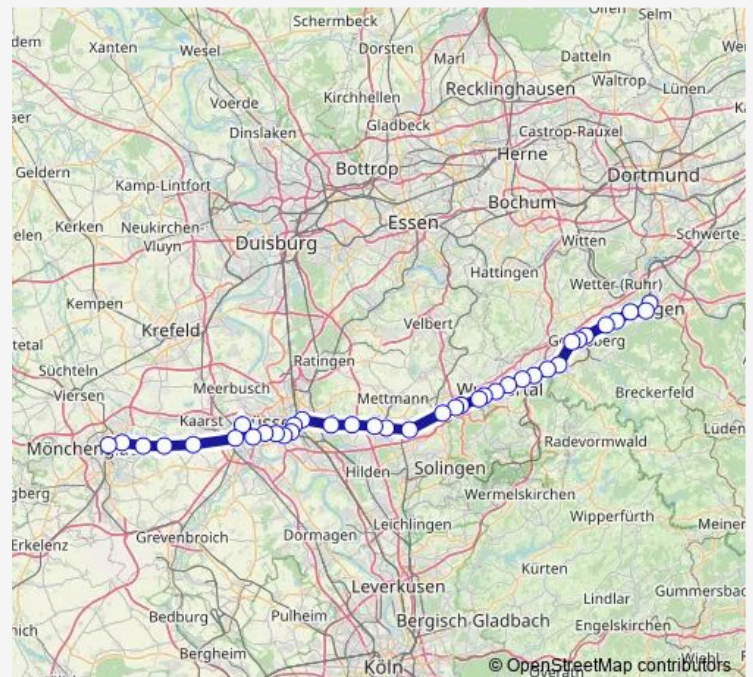 Schermbeck
Selm
Xanten
Wesel
Dorsten
Marl
Datteln
Waltrop
Recklinghausen
Lünen
Voerde
Kirchhellen
Gladbeck
Castrop-Rauxel
Dinslaken
Herne
Bottrop
Dortmund
Geldern
Kamp-Lintfort
Bochum
Essen
Kerken
Neukirchen-
Vluyn
Duisburg
Witten
Schwerte
Hattingen
Wetter (Ruhr)
Kempen
Krefeld
Velbert
Ratingen
Süchteln
Viersen
Meerbusch
Mettmann
Breckerfeld
Kaarst
Radevormwald
Hilden
Solingen
Wermelskirchen
Wipperfürth
Erkelenz
Grevenbroich
Dormagen
Leichlingen
Kürten
Leverkusen
Lindlar
Bedburg
Pulheim
Bergisch Gladbach
Engelskirchen
Bergheim
Köln
© OpenStreetMap contributors